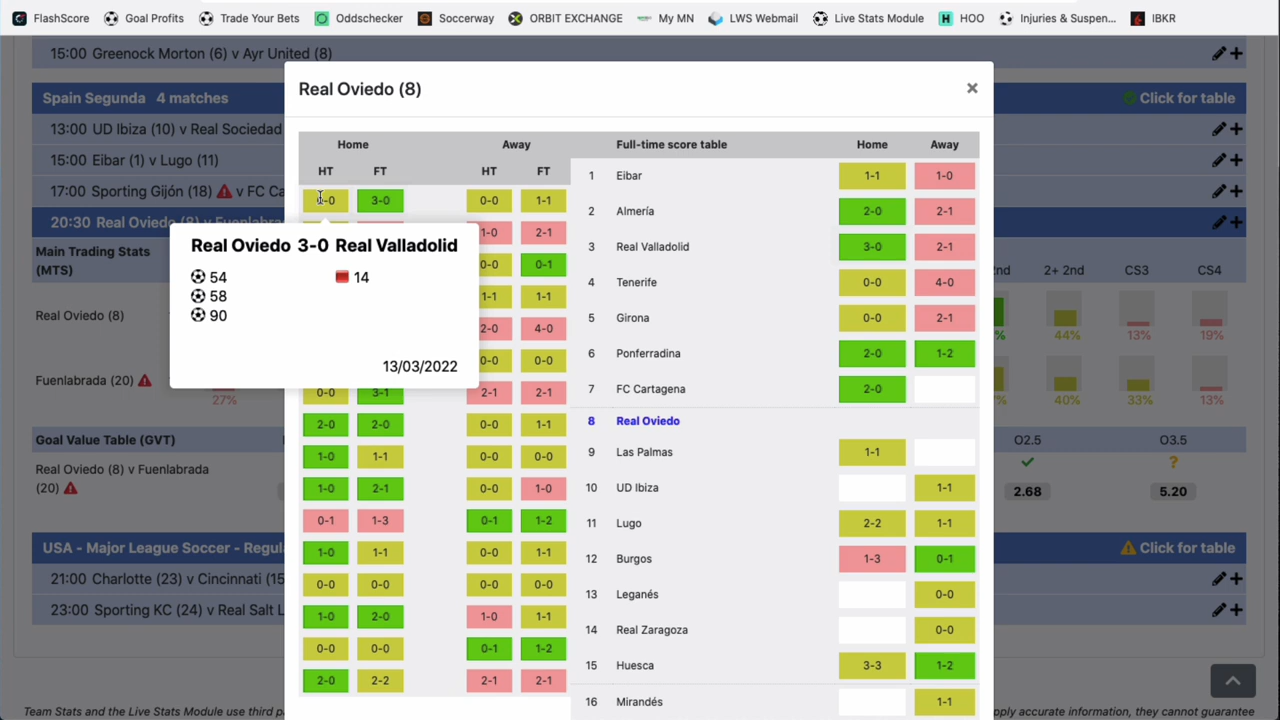 FlashScore Goal Profits Trade Your Bets Oddschecker Soccerway ORBIT EXCHANGE My MN LWS Webmail Live Stats Module HOO Injuries & Suspen... IBKR
15:00 Greenock Morton (6) v Ayr United (8)
Spain Segunda 4 matches Click for table
13:00 UD Ibiza (10) v Real Sociedad
15:00 Eibar (1) v Lugo (11)
17:00 Sporting Gijón (18) v FC Ca
20:30 Real Oviedo (8) v Fuenlabra
Main Trading Stats
(MTS)
2nd 2+ 2nd CS3 CS4
Real Oviedo (8)
% 44% 13% 19%
Fuenlabrada (20)
27% % 40% 33% 13%
Goal Value Table (GVT) O2.5 O3.5
Real Oviedo (8) v Fuenlabrada
(20)
?
2.68 5.20
USA - Major League Soccer - Regul Click for table
21:00 Charlotte (23) v Cincinnati (15
23:00 Sporting KC (24) v Real Salt L
Team Stats and the Live Stats Module use third pa
ply accurate information, they cannot guarantee
Real Oviedo (8) ×
Home Away
HT FT HT FT
3-0 0-0 1-1
1-0 2-1
0-0 0-1
1-1 1-1
2-0 4-0
0-0 0-0
0-0 3-1 2-1 2-1
2-0 2-0 0-0 1-1
1-0 1-1 0-0 0-0
1-0 2-1 0-0 1-0
0-1 1-3 0-1 1-2
1-0 1-1 0-0 1-1
0-0 0-0 0-0 0-0
1-0 2-0 1-0 1-1
0-0 0-0 0-1 1-2
2-0 2-2 2-1 2-1
Real Oviedo 3-0 Real Valladolid
54 14
58
90
13/03/2022
Full-time score table Home Away
1 Eibar 1-1 1-0
2 Almería 2-0 2-1
3 Real Valladolid 3-0 2-1
4 Tenerife 0-0 4-0
5 Girona 0-0 2-1
6 Ponferradina 2-0 1-2
7 FC Cartagena 2-0
8 Real Oviedo
9 Las Palmas 1-1
10 UD Ibiza 1-1
11 Lugo 2-2 1-1
12 Burgos 1-3 0-1
13 Leganés 0-0
14 Real Zaragoza 0-0
15 Huesca 3-3 1-2
16 Mirandés 1-1